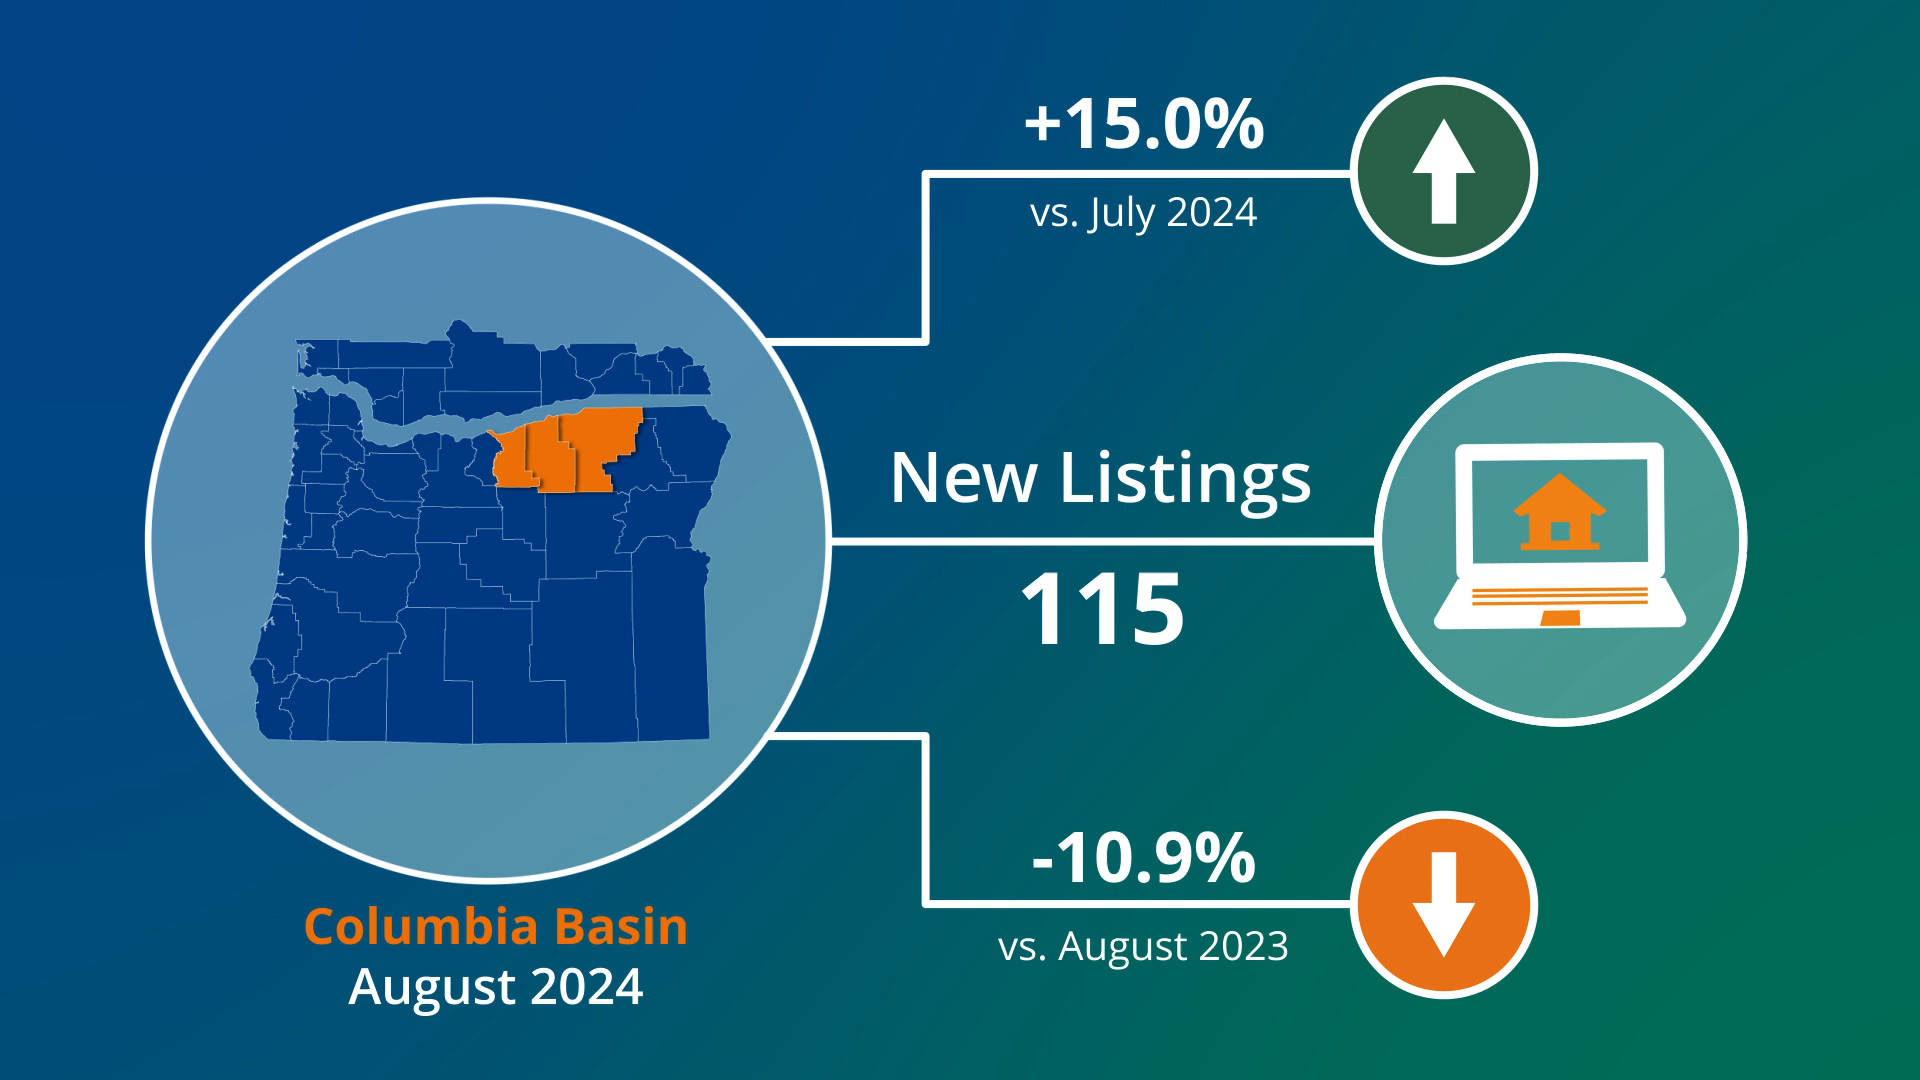 +15.0%
vs. July 2024
New Listings
115
-10.9%
vs. August 2023
Columbia Basin
August 2024